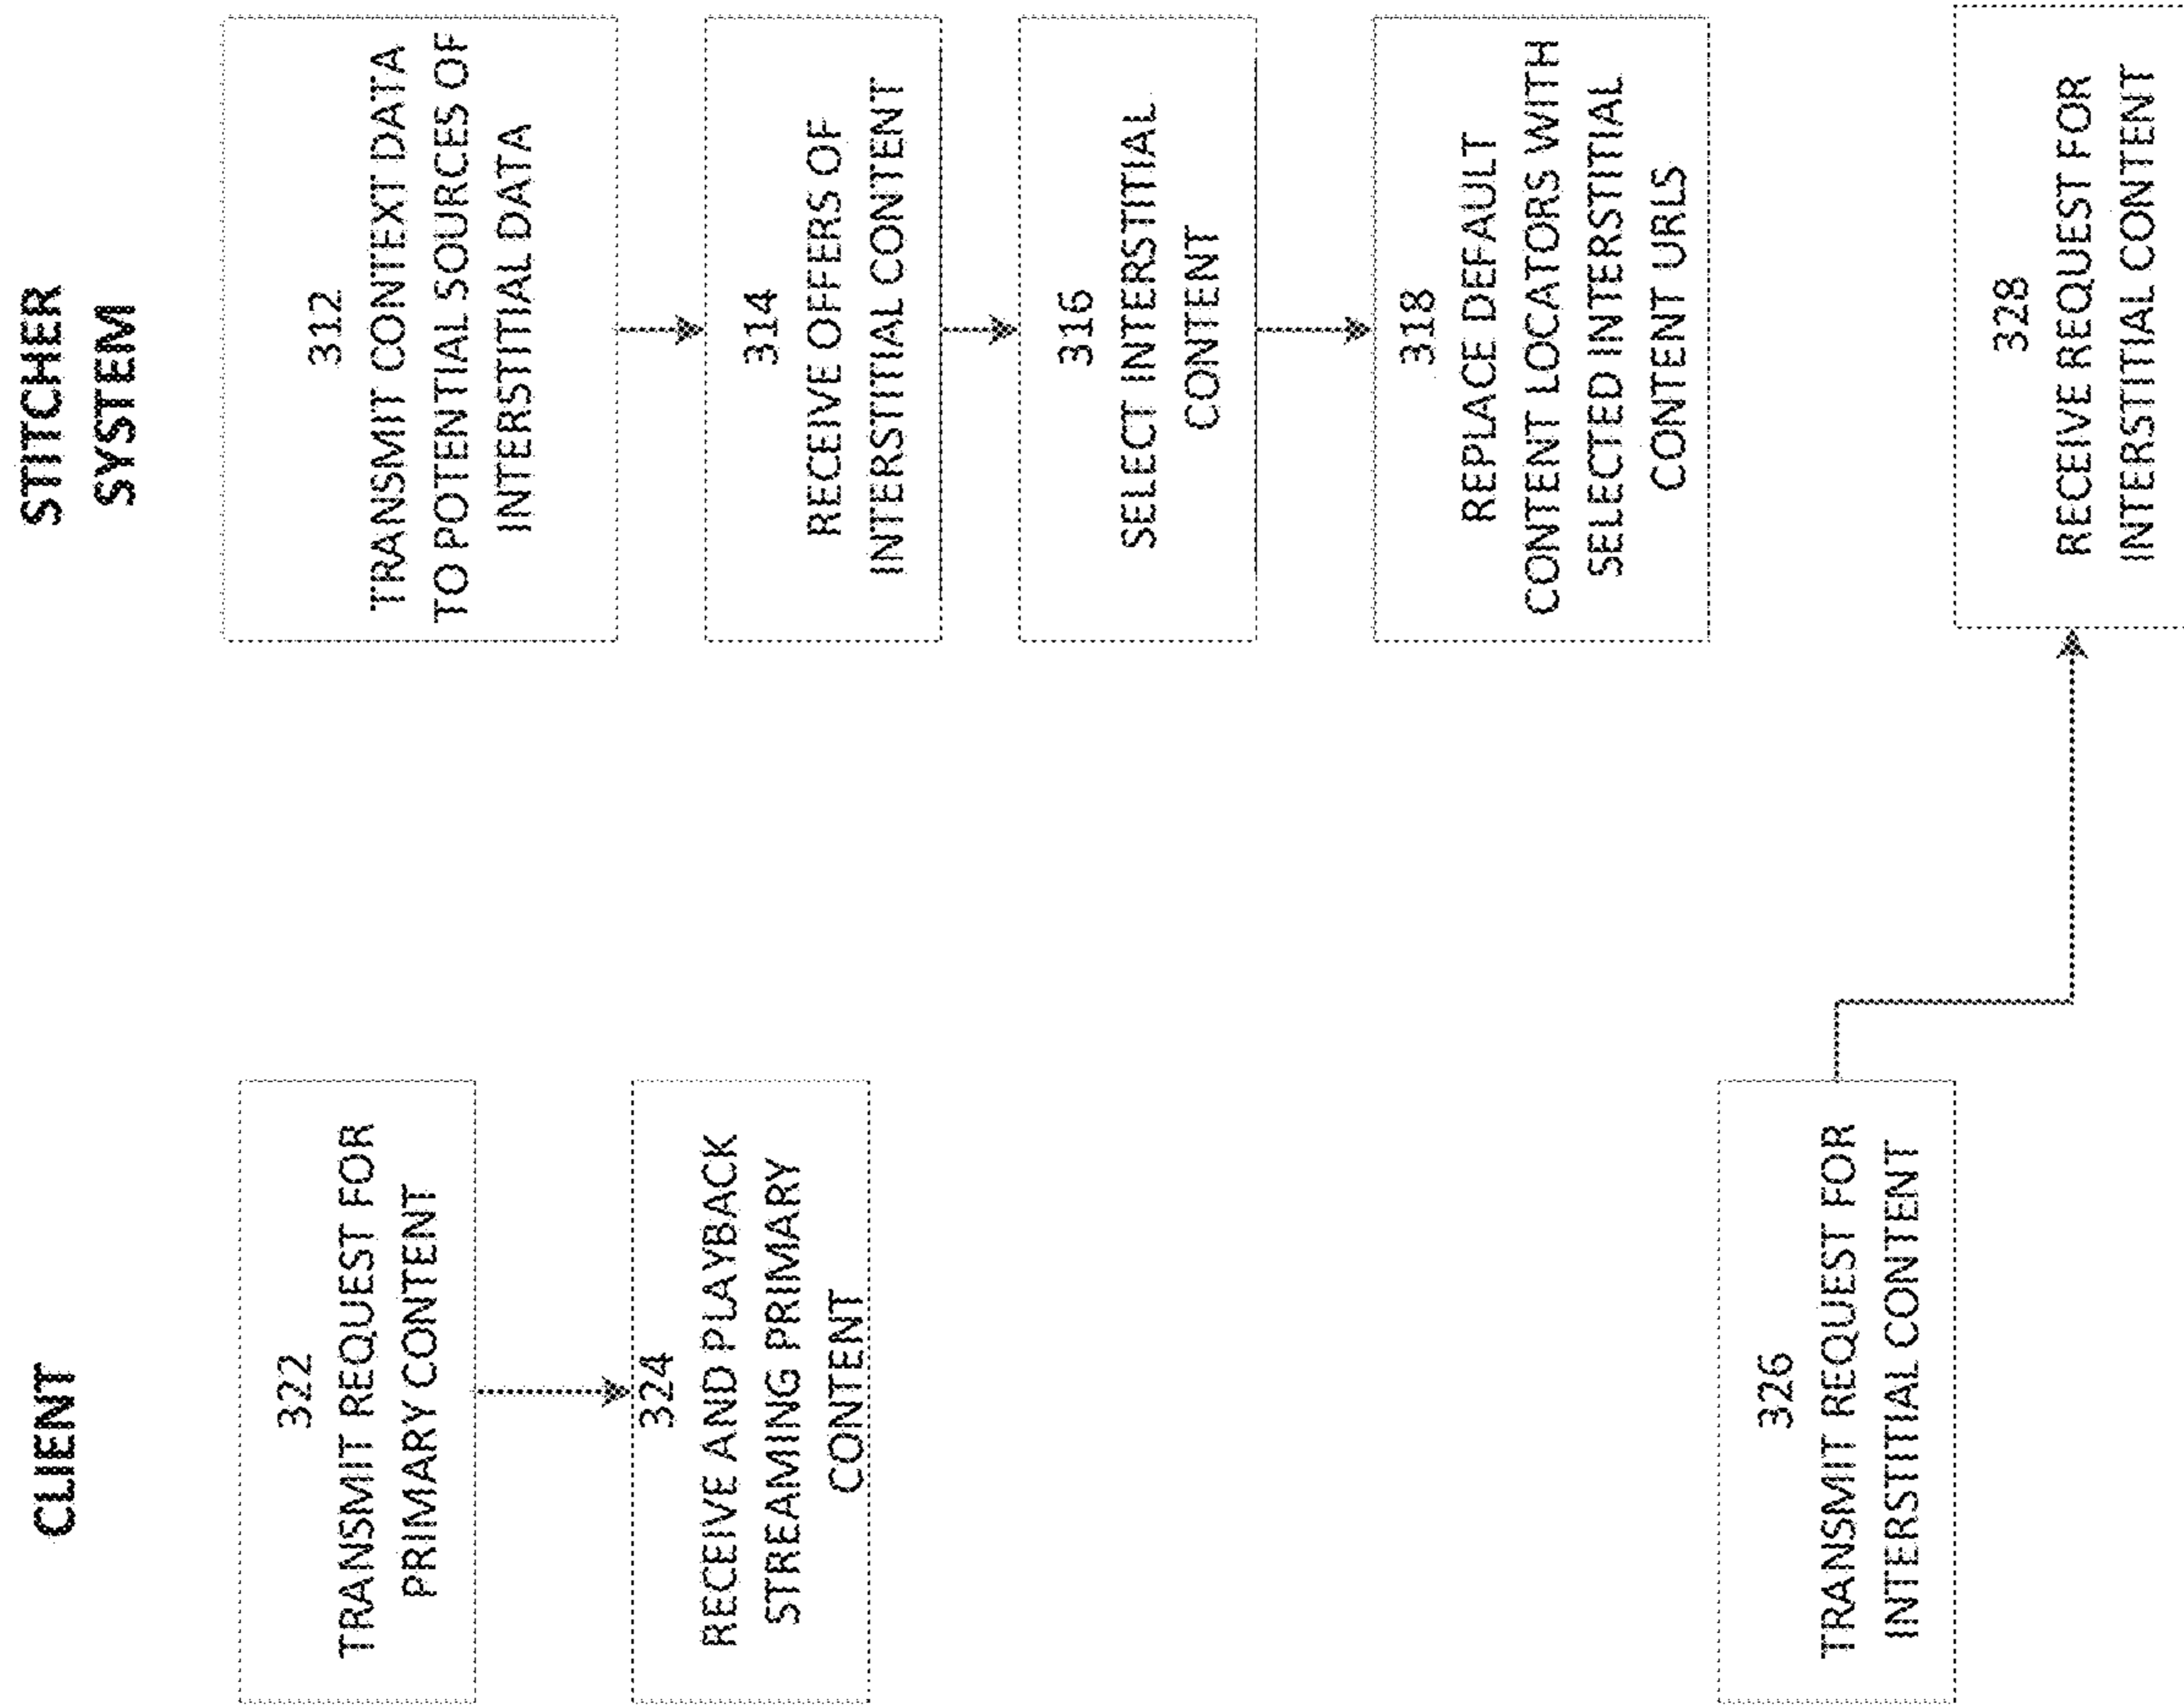 CLIENT
322
TRANSMIT REQUEST FOR
PRIMARY CONTENT
324
RECEIVE AND PLAYBACK
STREAMING PRIMARY
CONTENT
326
TRANSMIT REQUEST FOR
INTERSTITIAL CONTENT
STITCHER
SYSTEM
312
TRANSMIT CONTEXT DATA
TO POTENTIAL SOURCES OF
INTERSTITIAL DATA
314
RECEIVE OFFERS OF
INTERSTITIAL CONTENT
316
SELECT INTERSTITIAL
CONTENT
318
REPLACE DEFAULT
CONTENT LOCATORS WITH
SELECTED INTERSTITIAL
CONTENT URLS
328
RECEIVE REQUEST FOR
INTERSTITIAL CONTENT